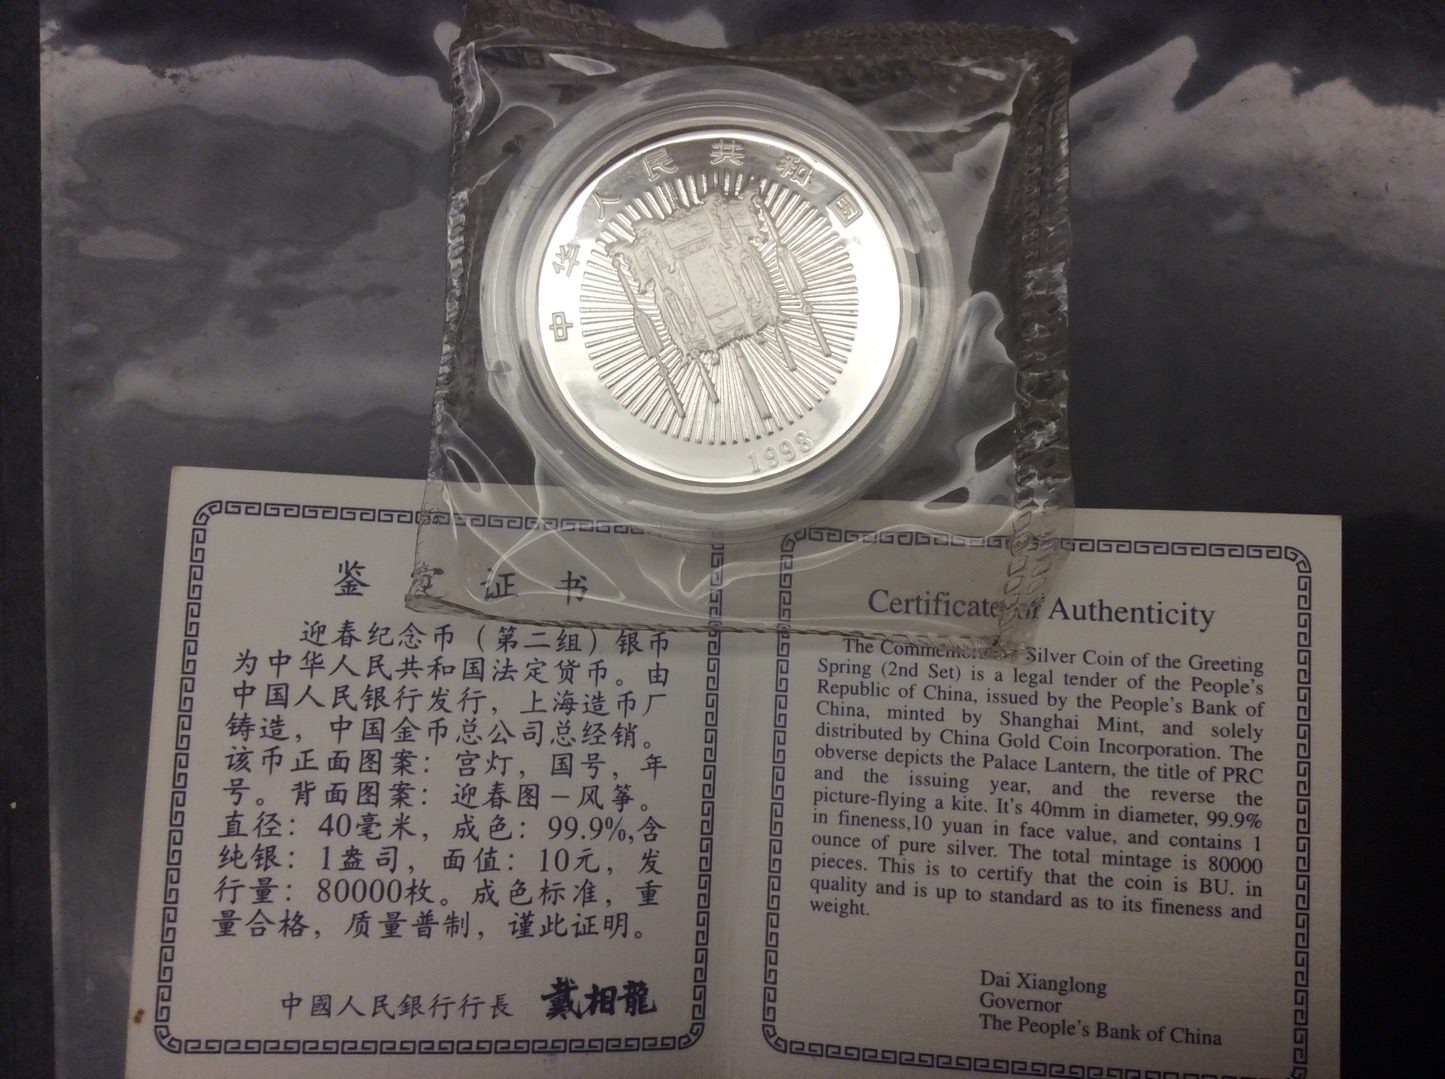 中华人民共和国
1998
鉴定证书
迎春纪念币（第二组）银币
为中华人民共和国法定货币。由
中国人民银行发行，上海造币厂
铸造，中国金币总公司总经销。
该币正面图案：宫灯，国号，年
号。背面图案：迎春图－风筝。
直径：40毫米，成色：99.9%,含
纯银：1盎司，面值：10元，发
行量：80000枚。成色标准，重
量合格，质量普制，谨此证明。
中國人民銀行行長 戴相龍
Certificate of Authenticity
The Commemorative Silver Coin of the Greeting
Spring (2nd Set) is a legal tender of the People's
Republic of China, issued by the People's Bank of
China, minted by Shanghai Mint, and solely
distributed by China Gold Coin Incorporation. The
obverse depicts the Palace Lantern, the title of PRC
and the issuing year, and the reverse the
picture-flying a kite. It's 40mm in diameter, 99.9%
in fineness,10 yuan in face value, and contains 1
ounce of pure silver. The total mintage is 80000
pieces. This is to certify that the coin is BU. in
quality and is up to standard as to its fineness and
weight.
Dai Xianglong
Governor
The People's Bank of China